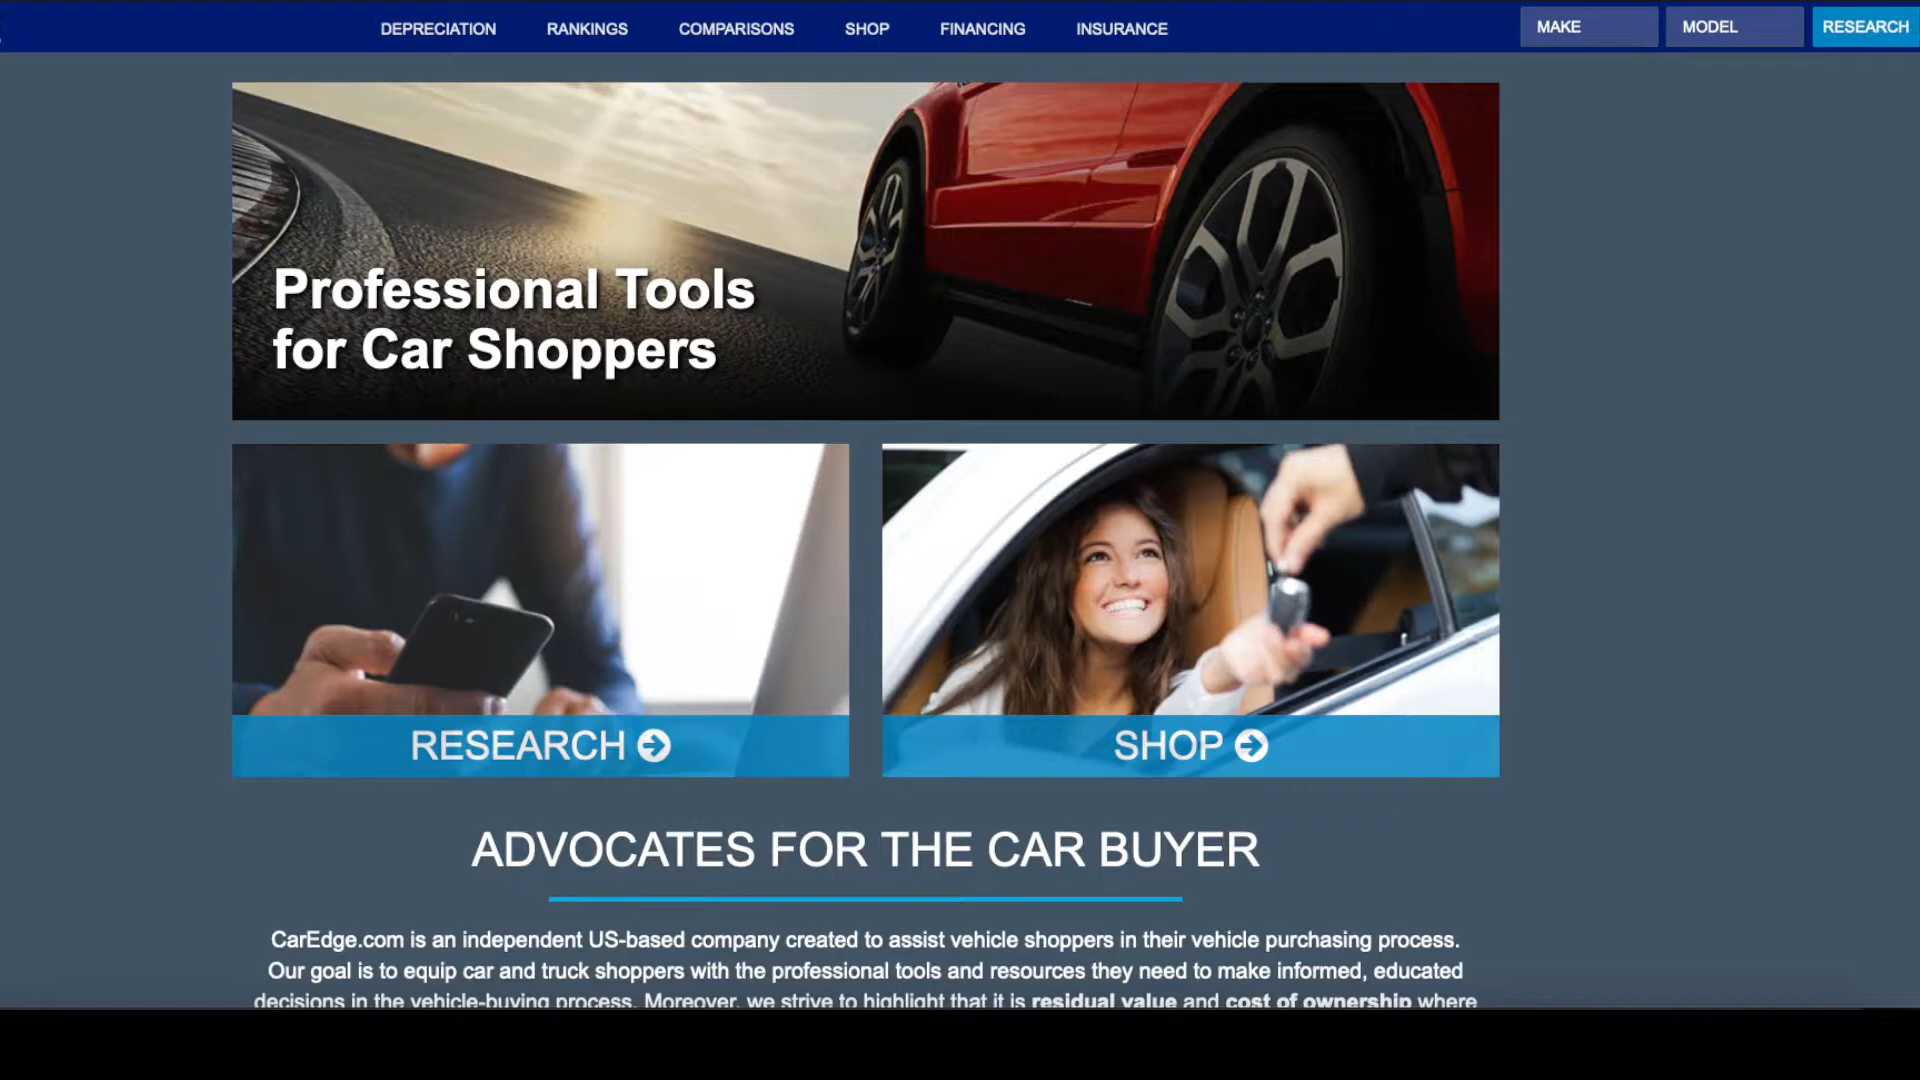 DEPRECIATION RANKINGS COMPARISONS SHOP FINANCING INSURANCE MAKE MODEL RESEARCH
Professional Tools
for Car Shoppers
RESEARCH
SHOP
ADVOCATES FOR THE CAR BUYER
CarEdge.com is an independent US-based company created to assist vehicle shoppers in their vehicle purchasing process.
Our goal is to equip car and truck shoppers with the professional tools and resources they need to make informed, educated
decisions in the vehicle-buying process. Moreover, we strive to highlight that it is residual value and cost of ownership where